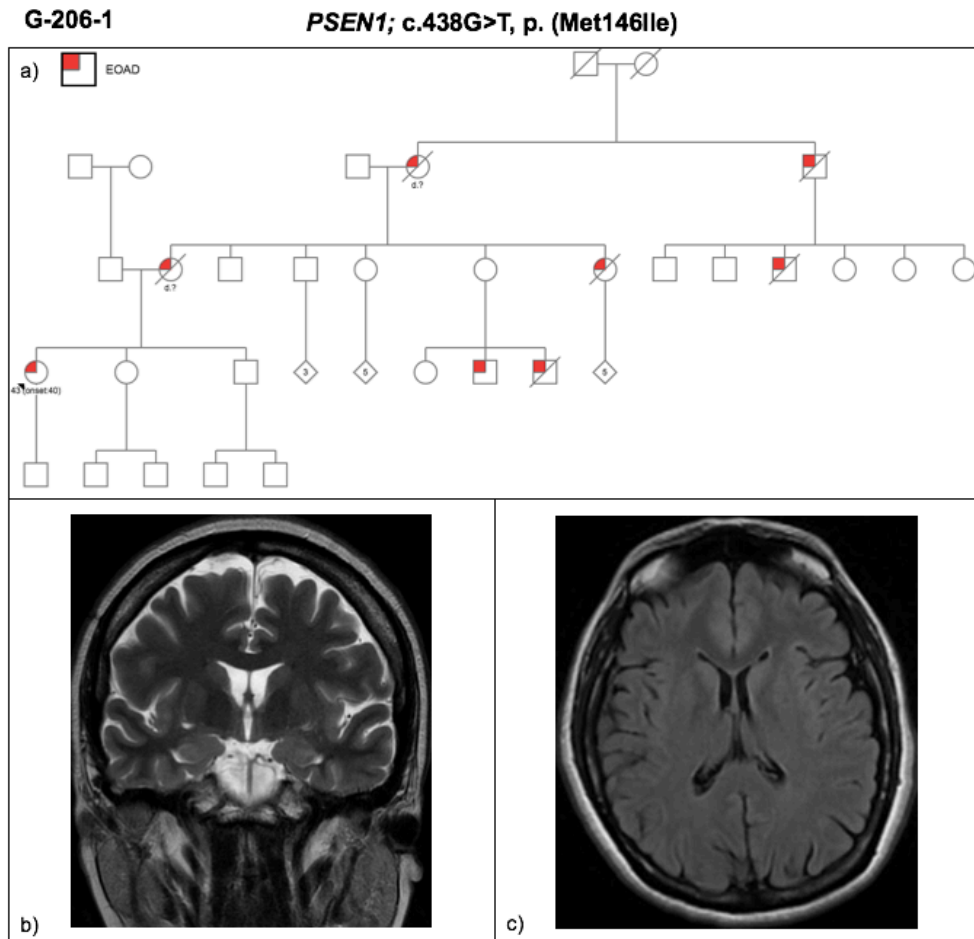 G-206-1 PSEN1; c.438G>T, p. (Met146Ile)
a) EOAD
d.?
d.?
3 5 5
43 (onset:40)
b) c)